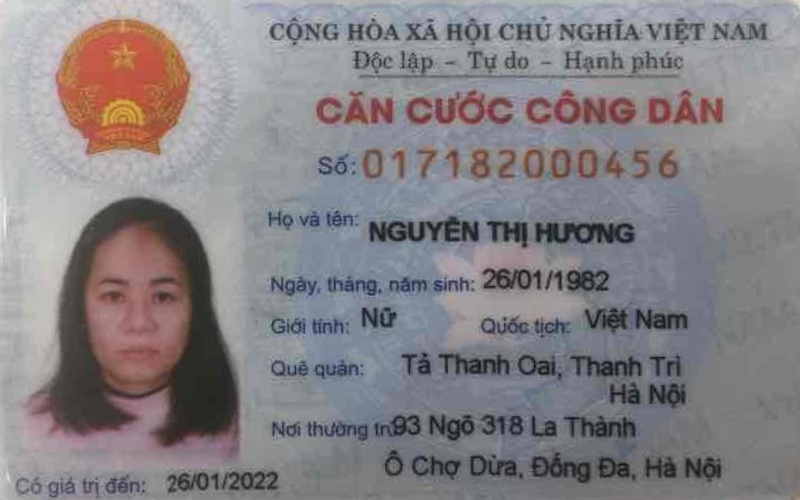 CỘNG HÒA XÃ HỘI CHỦ NGHĨA VIỆT NAM
Độc lập - Tự do - Hạnh phúc
CĂN CƯỚC CÔNG DÂN
Số: 017182000456
Họ và tên: NGUYỄN THỊ HƯƠNG
Ngày, tháng, năm sinh: 26/01/1982
Giới tính: Nữ Quốc tịch: Việt Nam
Quê quán: Tả Thanh Oai, Thanh Trì
Hà Nội
Nơi thường trú: 93 Ngõ 318 La Thành
Ô Chợ Dừa, Đống Đa, Hà Nội
Có giá trị đến: 26/01/2022